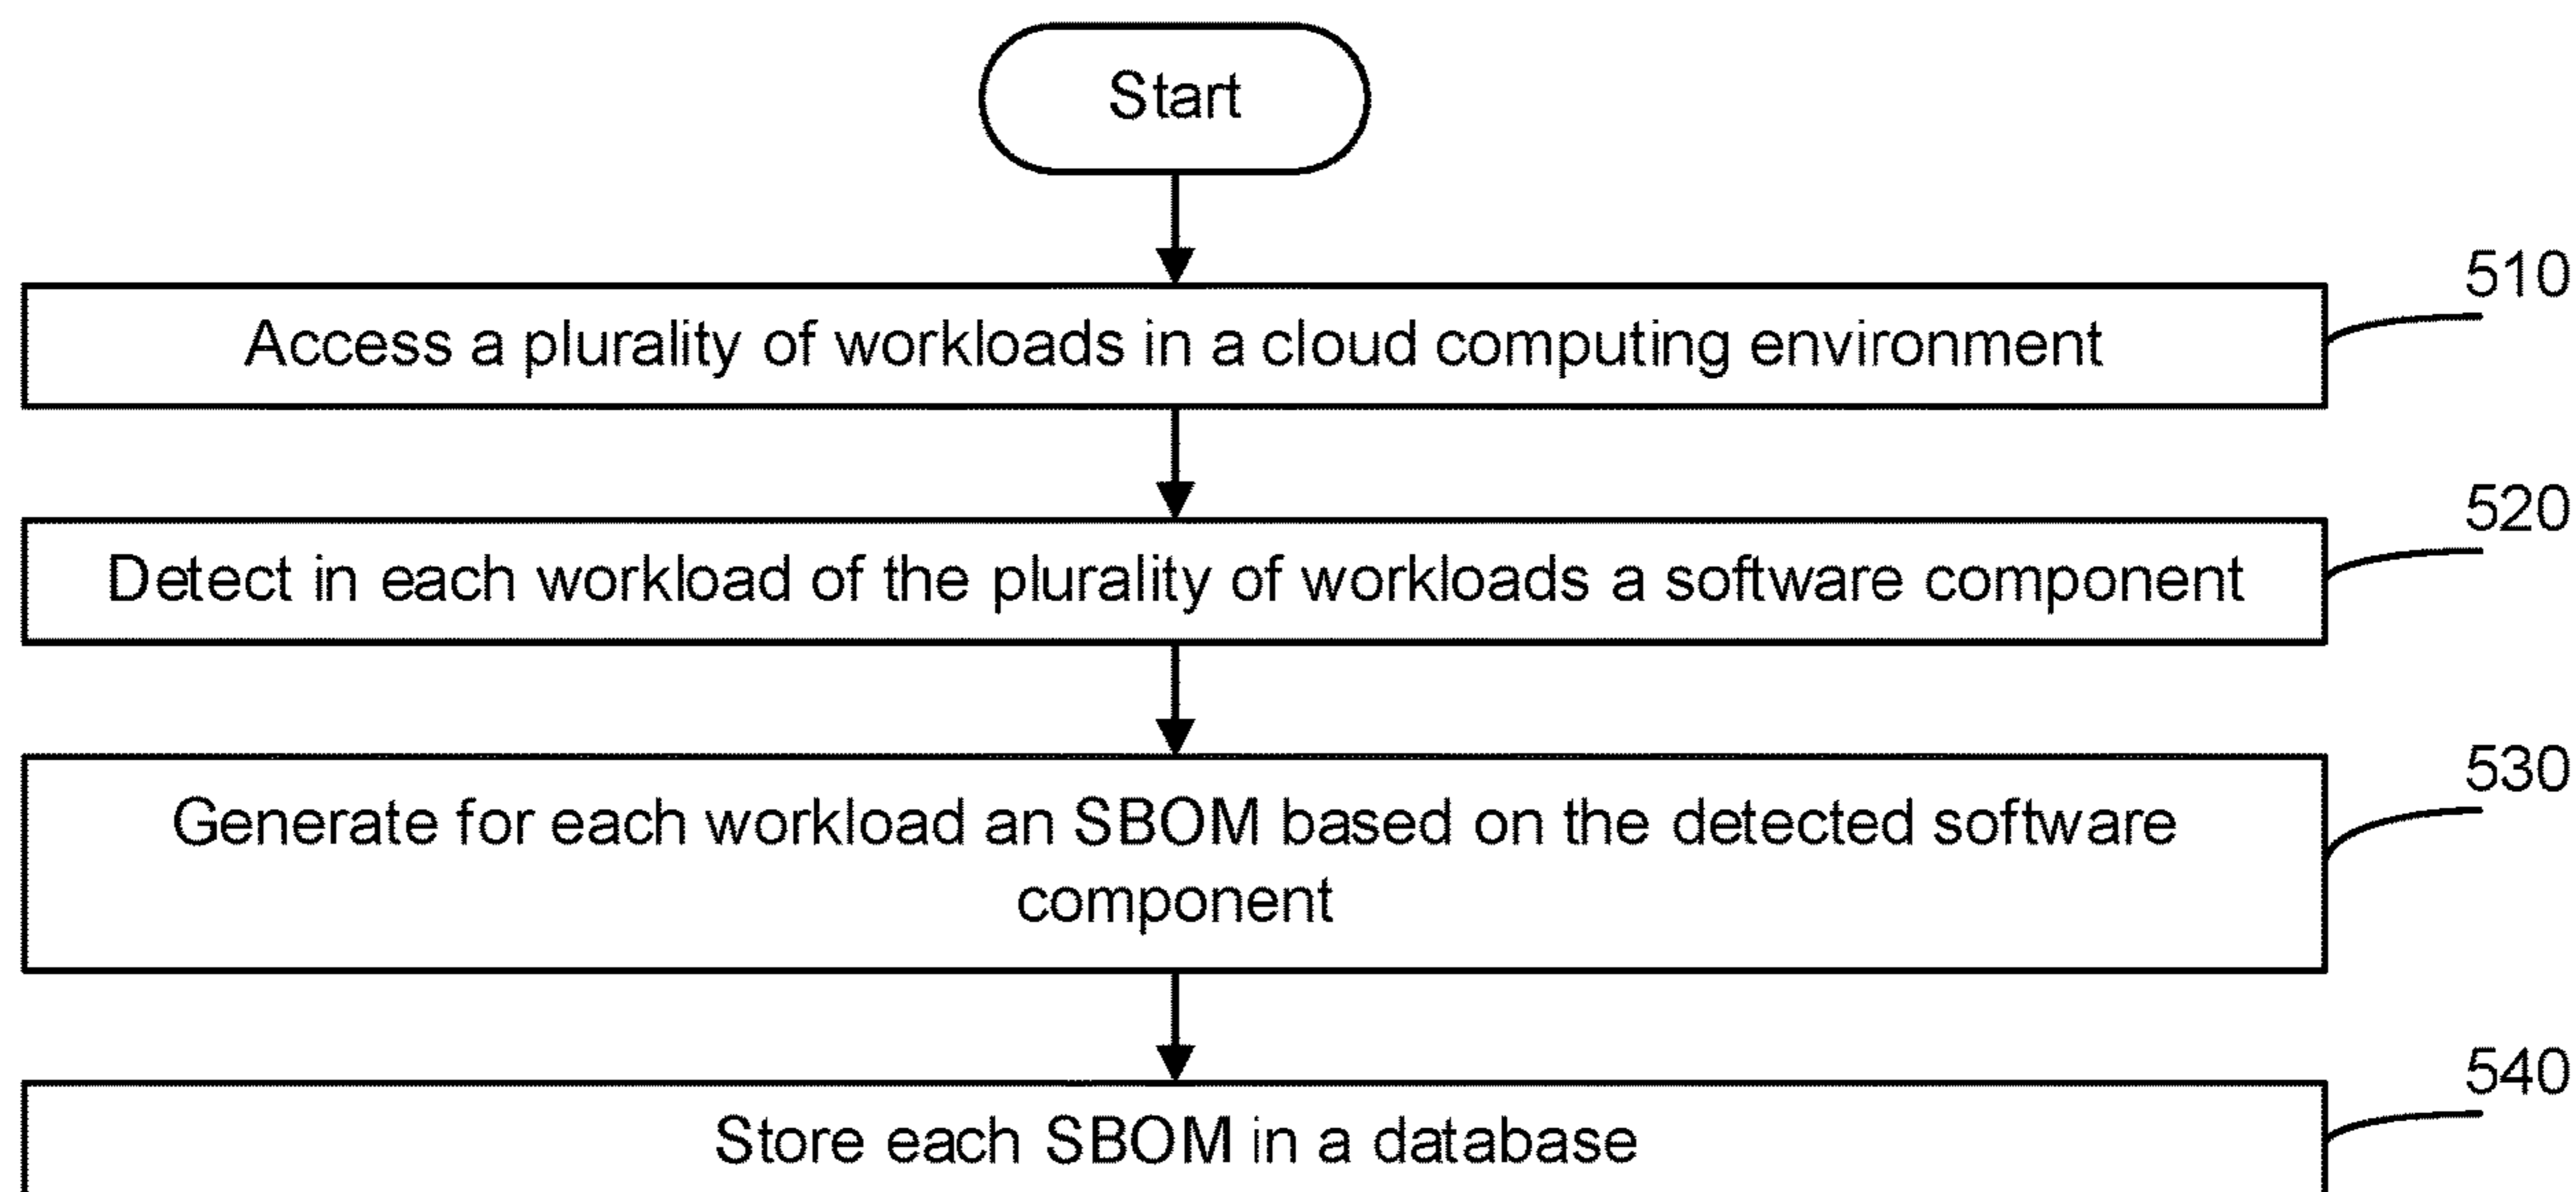 Start
510
Access a plurality of workloads in a cloud computing environment
520
Detect in each workload of the plurality of workloads a software component
530
Generate for each workload an SBOM based on the detected software
component
540
Store each SBOM in a database